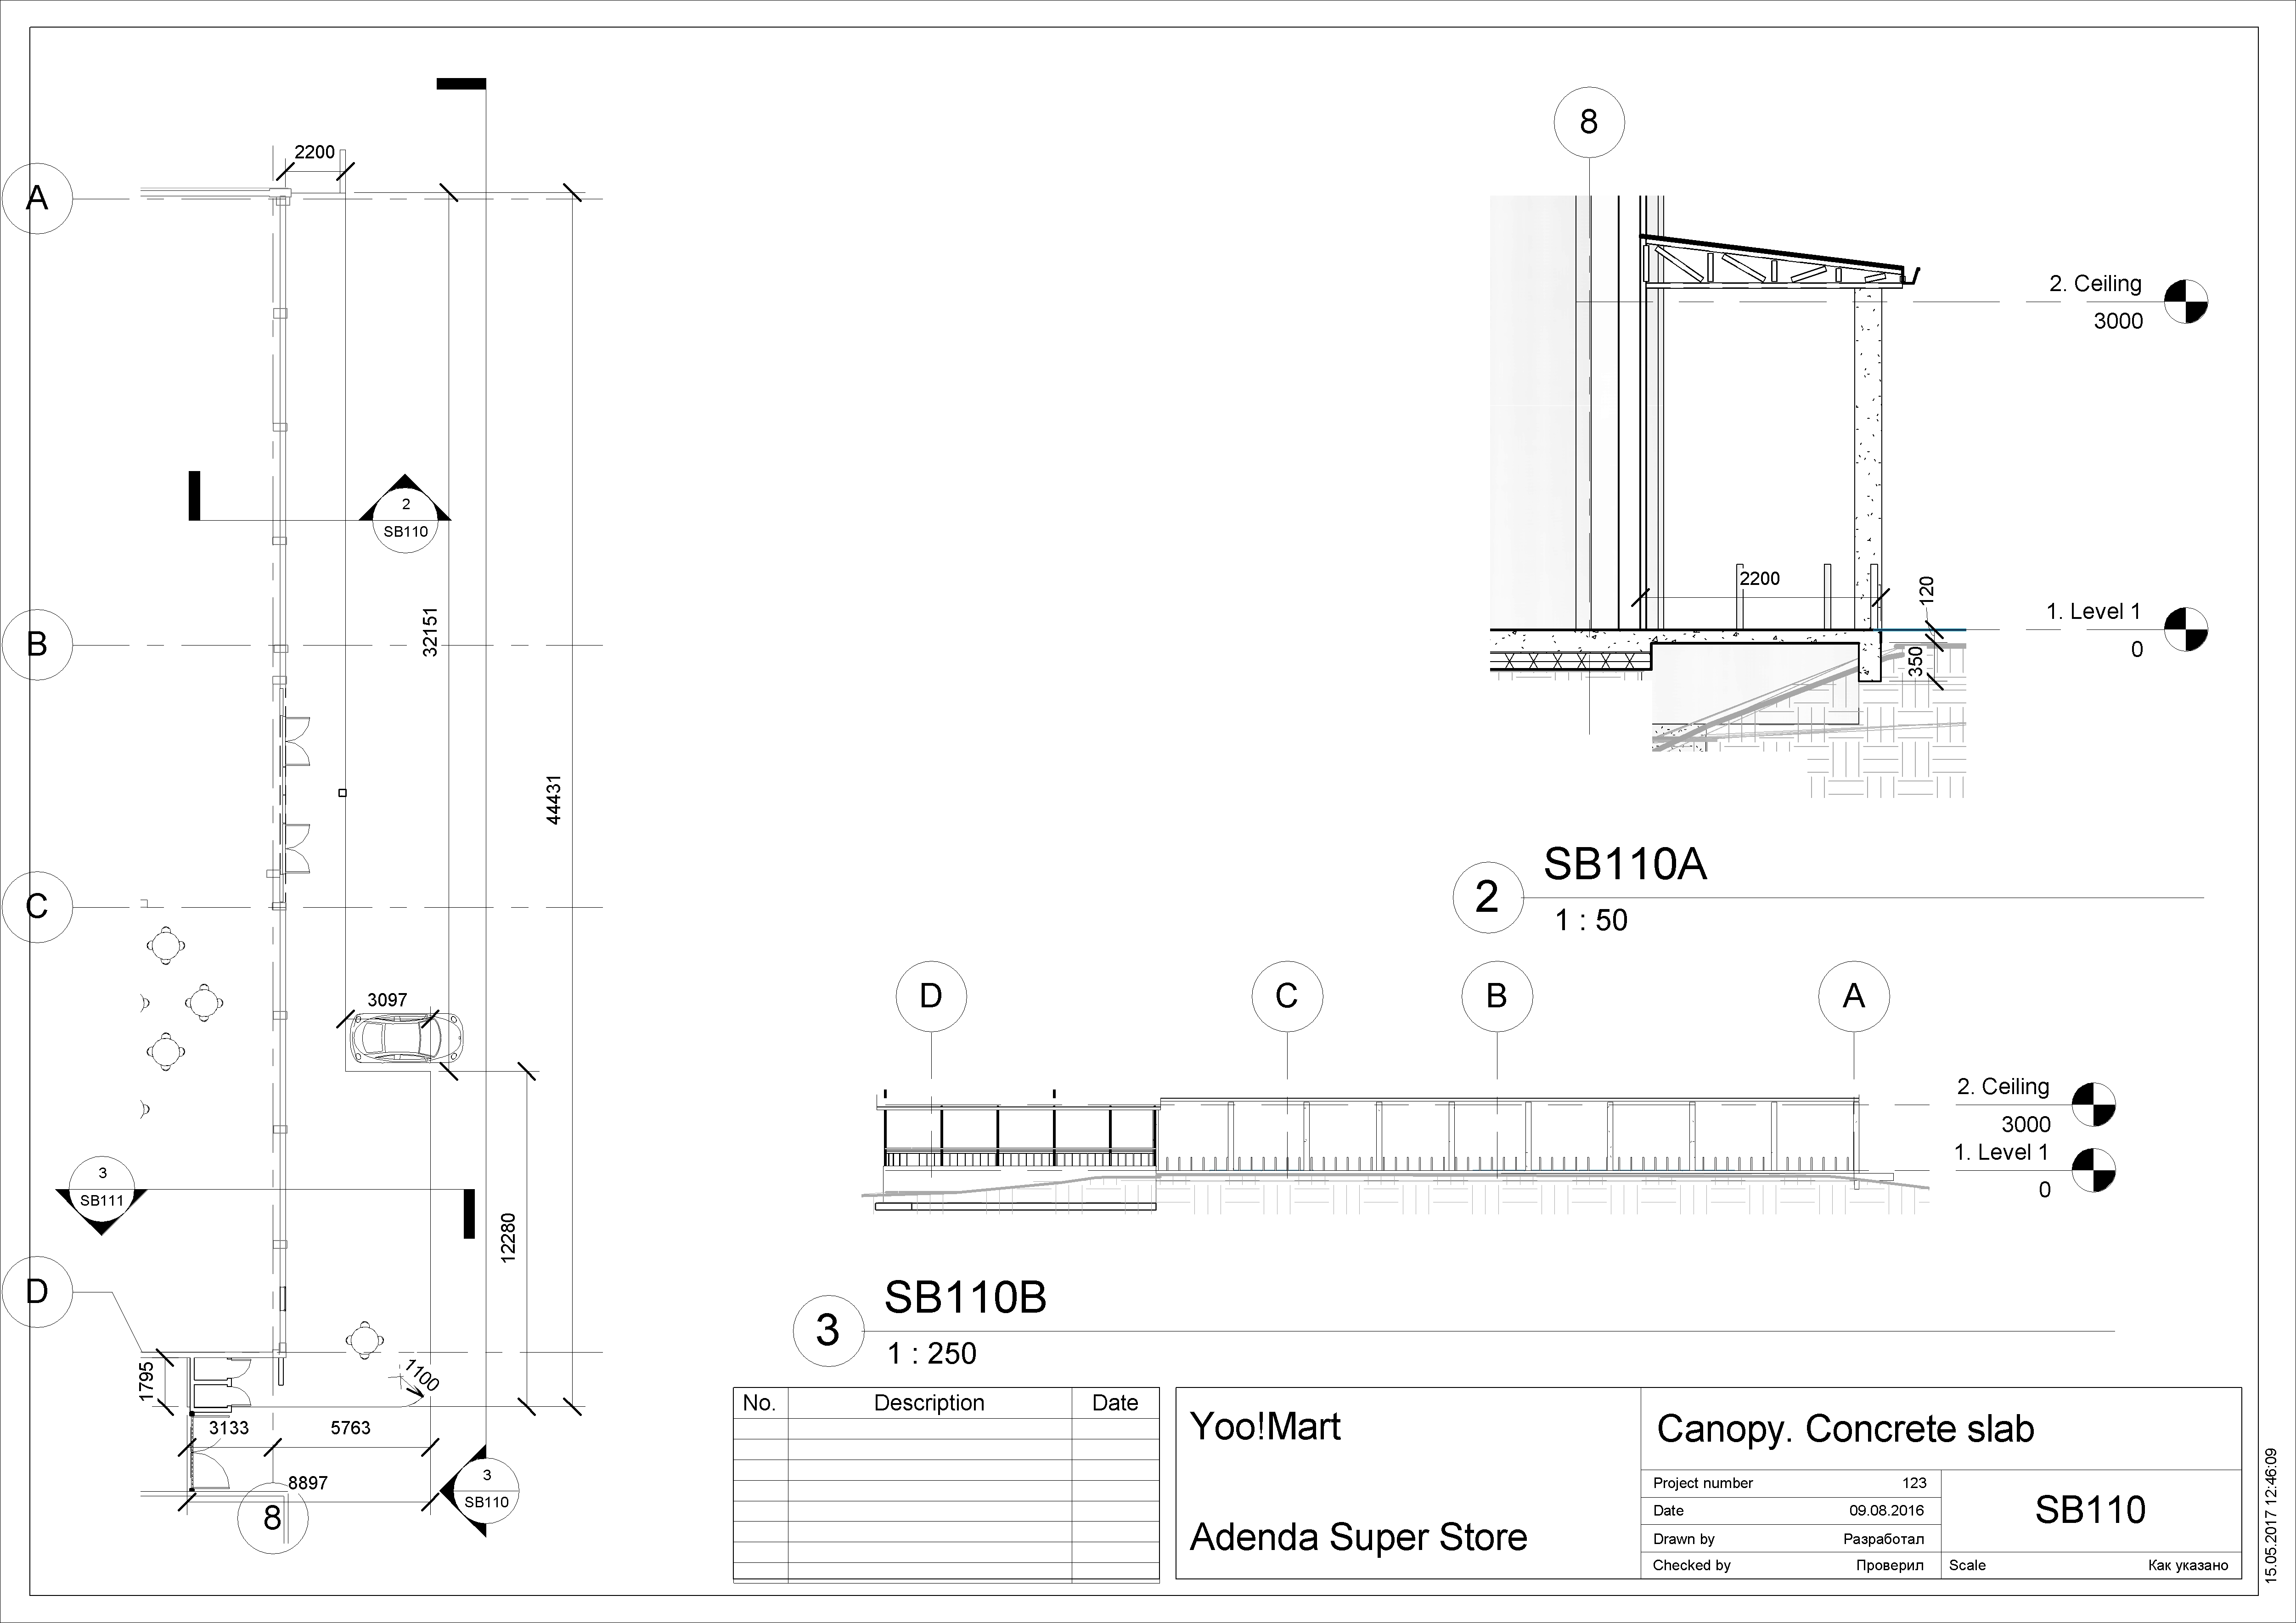 2200
A
2
SB110
32151
B
44431
C
3097
3
SB111
12280
D
1795
1100
3133
5763
8897
8
3
SB110
8
2. Ceiling
3000
2200
120
350
1. Level 1
0
2
SB110A
1 : 50
D
C
B
A
2. Ceiling
3000
1. Level 1
0
3
SB110B
1 : 250
No. Description Date
Yoo!Mart
Adenda Super Store
Canopy. Concrete slab
Project number 123
Date 09.08.2016
Drawn by Разработал
Checked by Проверил
SB110
Scale Как указано
15.05.2017 12:46:09